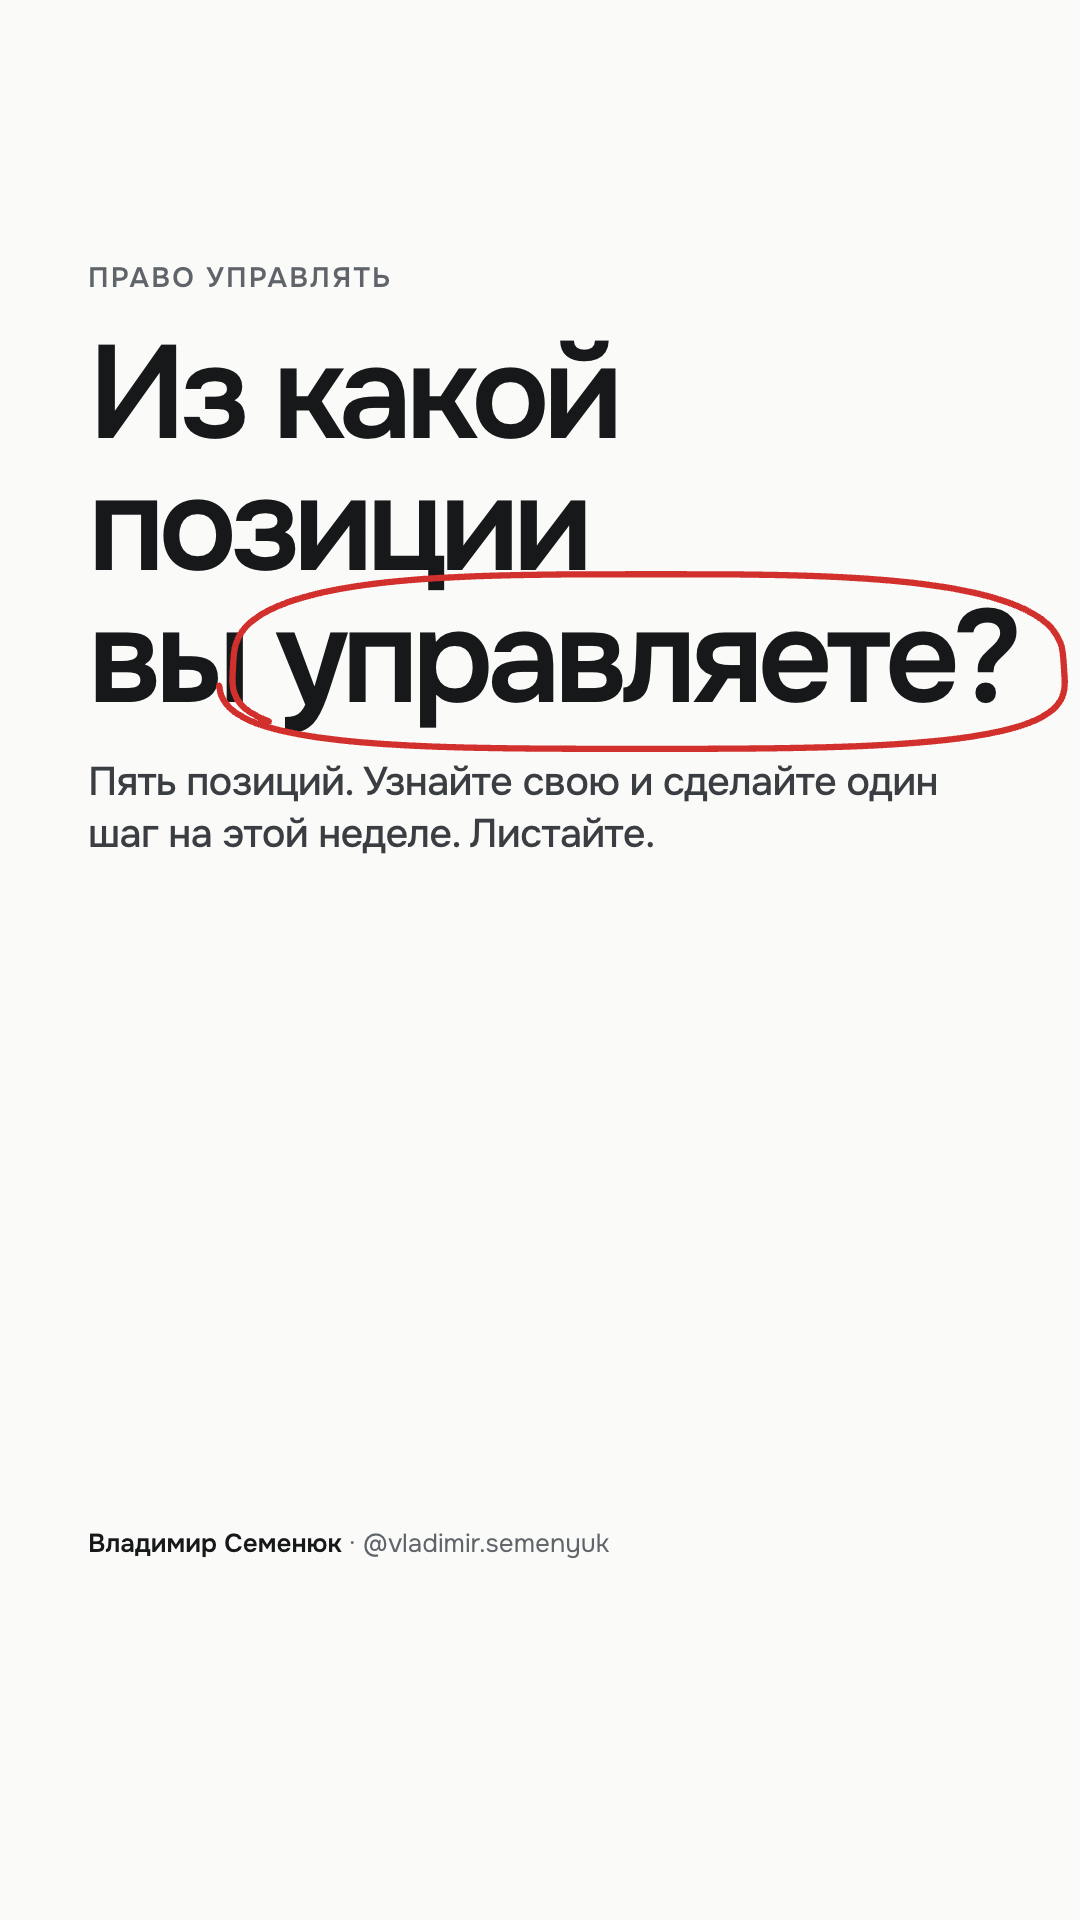 ПРАВО УПРАВЛЯТЬ
Из какой
позиции
вы управляете?
Пять позиций. Узнайте свою и сделайте один
шаг на этой неделе. Листайте.
Владимир Семенюк · @vladimir.semenyuk